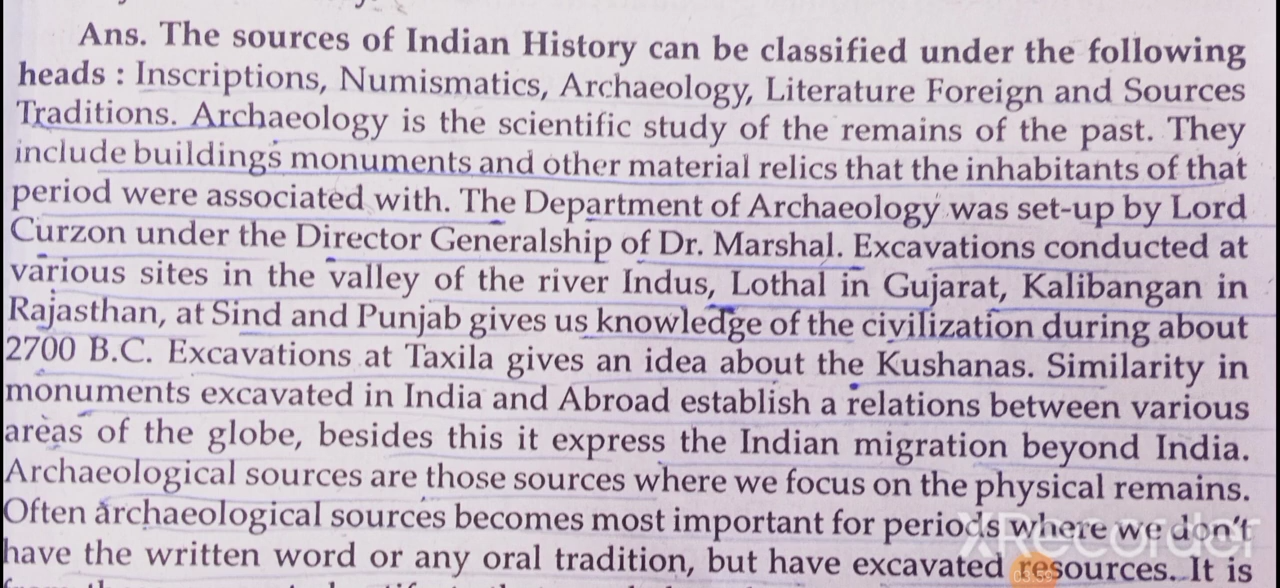 Ans. The sources of Indian History can be classified under the following
heads : Inscriptions, Numismatics, Archaeology, Literature Foreign and Sources
Traditions. Archaeology is the scientific study of the remains of the past. They
include buildings monuments and other material relics that the inhabitants of that
period were associated with. The Department of Archaeology was set-up by Lord
Curzon under the Director Generalship of Dr. Marshal. Excavations conducted at
various sites in the valley of the river Indus, Lothal in Gujarat, Kalibangan in
Rajasthan, at Sind and Punjab gives us knowledge of the civilization during about
2700 B.C. Excavations at Taxila gives an idea about the Kushanas. Similarity in
monuments excavated in India and Abroad establish a relations between various
areas of the globe, besides this it express the Indian migration beyond India.
Archaeological sources are those sources where we focus on the physical remains.
Often archaeological sources becomes most important for periods where we don't
have the written word or any oral tradition, but have excavated resources. It is
XRecorder